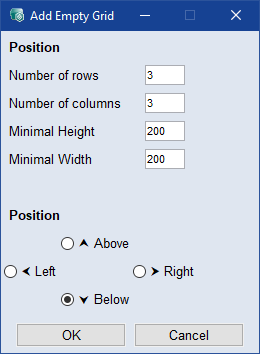 Add Empty Grid
Position
Number of rows 3
Number of columns 3
Minimal Height 200
Minimal Width 200
Position
Above
Left Right
Below
OK Cancel